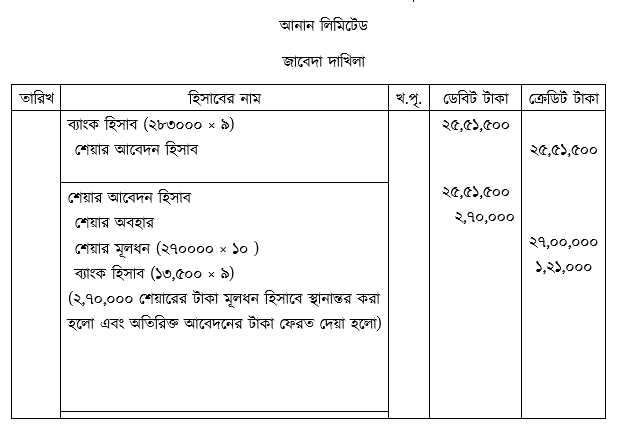 আনান লিমিটেড
জাবেদা দাখিলা
তারিখ হিসাবের নাম খ.পৃ. ডেবিট টাকা ক্রেডিট টাকা
ব্যাংক হিসাব (২৮৩০০০ × ৯) ২৫,৫১,৫০০
শেয়ার আবেদন হিসাব ২৫,৫১,৫০০
শেয়ার আবেদন হিসাব ২৫,৫১,৫০০
শেয়ার অবহার ২,৭০,০০০
শেয়ার মূলধন (২৭০০০০ × ১০ ) ২৭,০০,০০০
ব্যাংক হিসাব (১৩,৫০০ × ৯) ১,২১,০০০
(২,৭০,০০০ শেয়ারের টাকা মূলধন হিসাবে স্থানান্তর করা
হলো এবং অতিরিক্ত আবেদনের টাকা ফেরত দেয়া হলো)